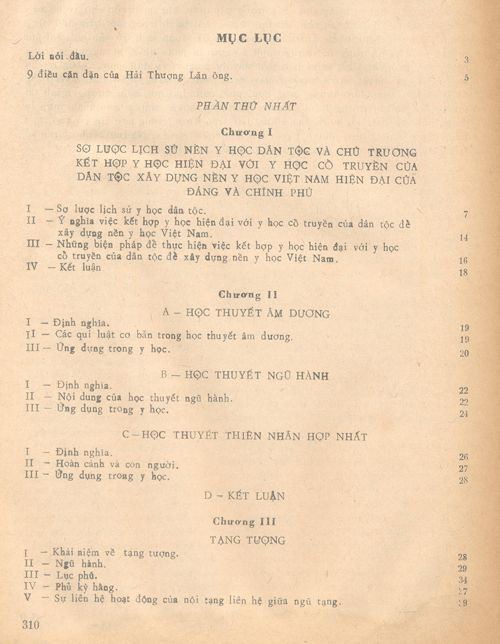 MỤC LỤC
Lời nói đầu. 3
9 điều căn dặn của Hải Thượng Lãn ông. 5
PHẦN THỨ NHẤT
Chương I
SƠ LƯỢC LỊCH SỬ NỀN Y HỌC DÂN TỘC VÀ CHỦ TRƯƠNG
KẾT HỢP Y HỌC HIỆN ĐẠI VỚI Y HỌC CỔ TRUYỀN CỦA
DÂN TỘC XÂY DỰNG NỀN Y HỌC VIỆT NAM HIỆN ĐẠI CỦA
ĐẢNG VÀ CHÍNH PHỦ
I — Sơ lược lịch sử y học dân tộc. 7
II — Ý nghĩa việc kết hợp y học hiện đại với y học cổ truyền của dân tộc để
xây dựng nền y học Việt Nam. 14
III — Những biện pháp để thực hiện việc kết hợp y học hiện đại với y học
cổ truyền của dân tộc để xây dựng nền y học Việt Nam. 16
IV — Kết luận 18
Chương II
A — HỌC THUYẾT ÂM DƯƠNG
I — Định nghĩa. 19
II — Các qui luật cơ bản trong học thuyết âm dương. 19
III — Ứng dụng trong y học. 20
B — HỌC THUYẾT NGŨ HÀNH
I — Định nghĩa. 22
II — Nội dung của học thuyết ngũ hành. 22
III — Ứng dụng trong y học. 24
C — HỌC THUYẾT THIÊN NHÂN HỢP NHẤT
I — Định nghĩa. 26
II — Hoàn cảnh và con người. 27
III — Ứng dụng trong y học. 28
D — KẾT LUẬN
Chương III
TẠNG TƯỢNG
I — Khái niệm về tạng tượng. 28
II — Ngũ hành. 29
III — Lục phủ. 34
IV — Phủ kỳ hằng. 37
V — Sự liên hệ hoạt động của nội tạng liên hệ giữa ngũ tạng. 39
310